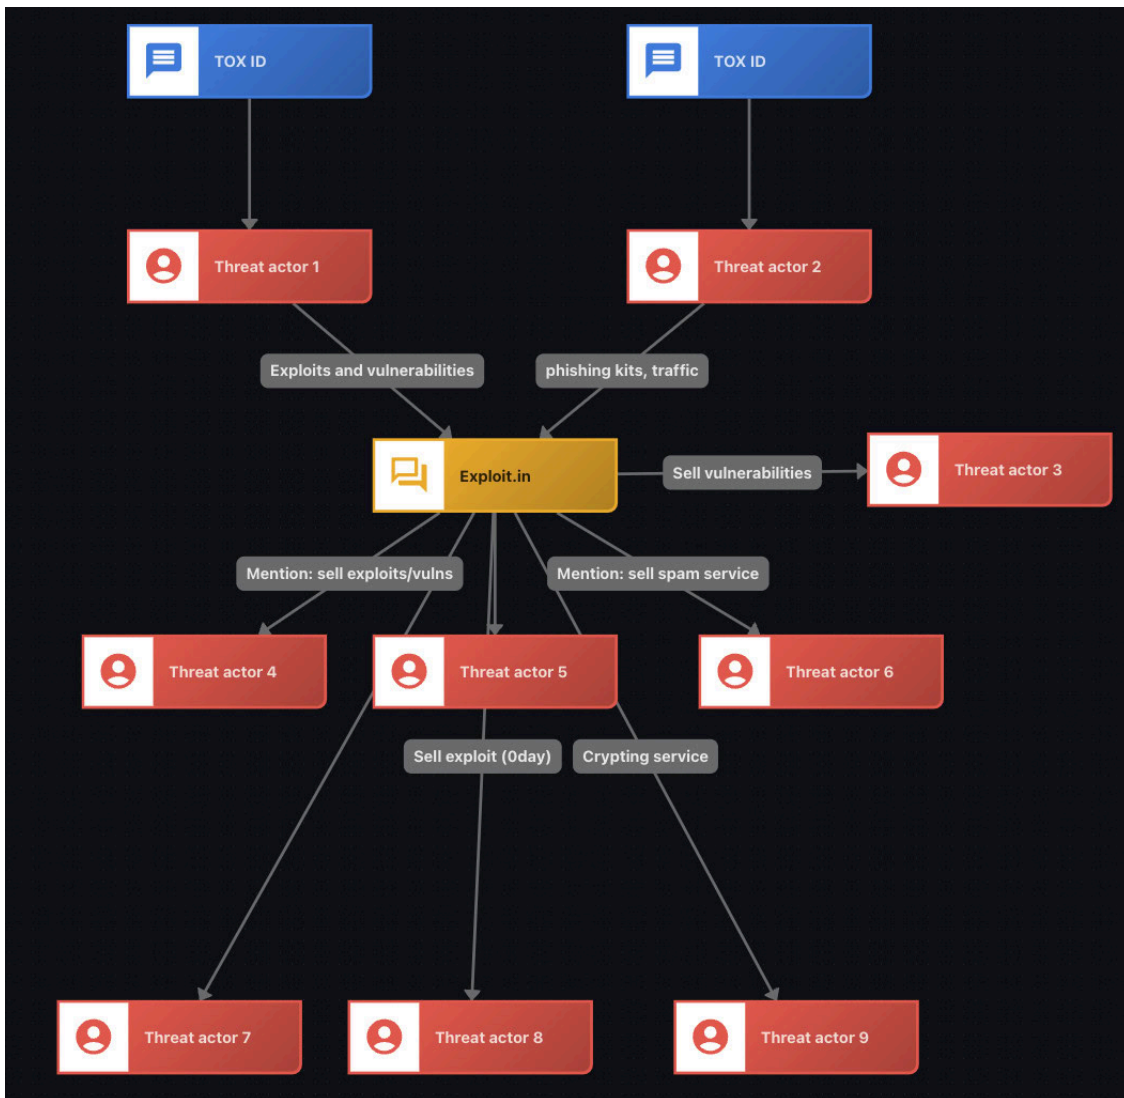 TOX ID
TOX ID
Threat actor 1
Threat actor 2
Exploits and vulnerabilities
phishing kits, traffic
Exploit.in
Sell vulnerabilities
Threat actor 3
Mention: sell exploits/vulns
Mention: sell spam service
Threat actor 4
Threat actor 5
Threat actor 6
Sell exploit (0day)
Crypting service
Threat actor 7
Threat actor 8
Threat actor 9